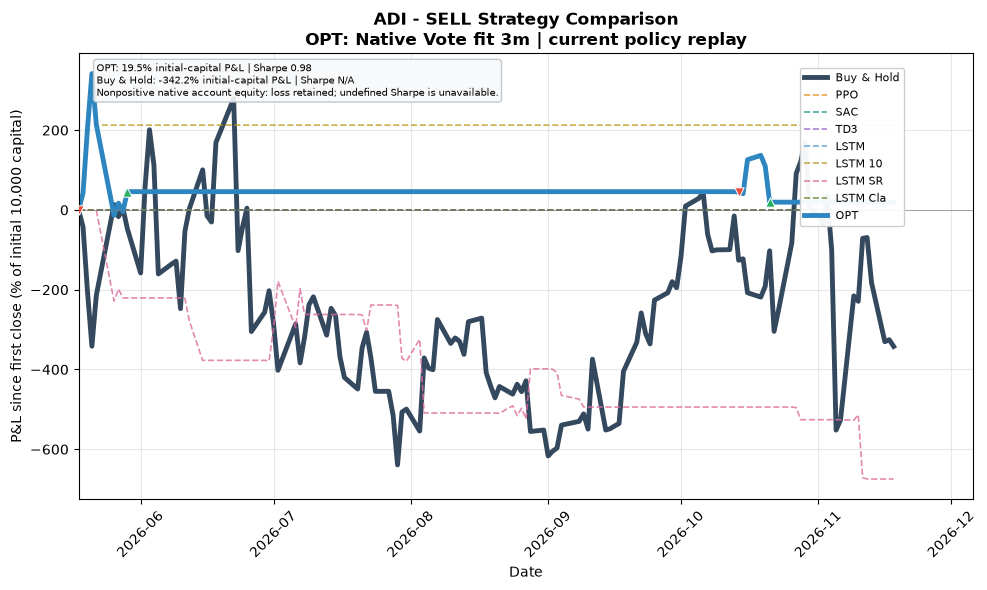 ADI - SELL Strategy Comparison
OPT: Native Vote fit 3m | current policy replay
OPT: 19.5% initial-capital P&L | Sharpe 0.98
Buy & Hold: -342.2% initial-capital P&L | Sharpe N/A
Nonpositive native account equity: loss retained; undefined Sharpe is unavailable.
Buy & Hold
PPO
SAC
TD3
LSTM
LSTM 10
LSTM SR
LSTM Cla
OPT
P&L since first close (% of initial 10,000 capital)
200
0
−200
−400
−600
2026-06
2026-07
2026-08
2026-09
2026-10
2026-11
2026-12
Date